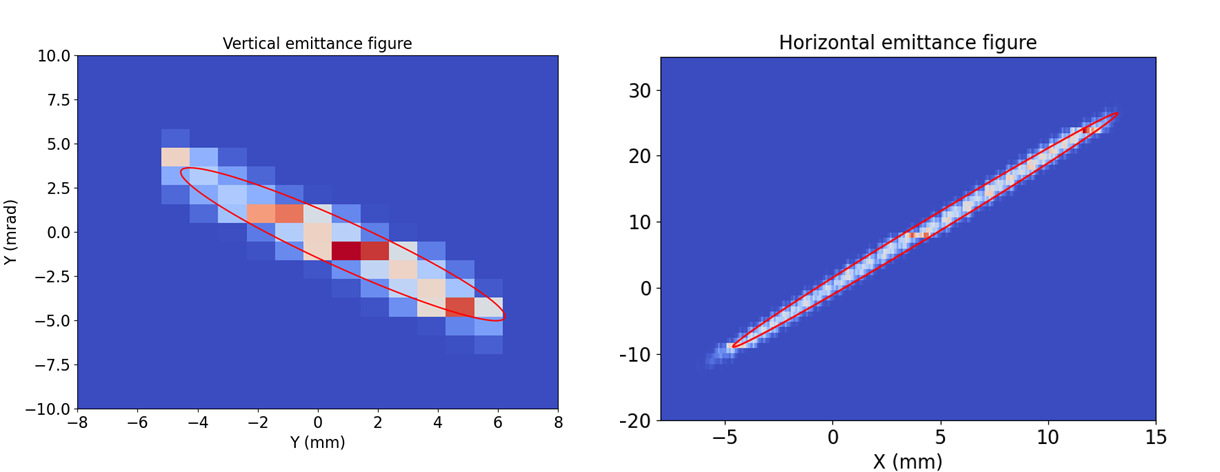 Vertical emittance figure
10.0
7.5
5.0
2.5
0.0
−2.5
−5.0
−7.5
−10.0
Y (mrad)
−8 −6 −4 −2 0 2 4 6 8
Y (mm)
Horizontal emittance figure
30
20
10
0
-10
-20
−5 0 5 10 15
X (mm)